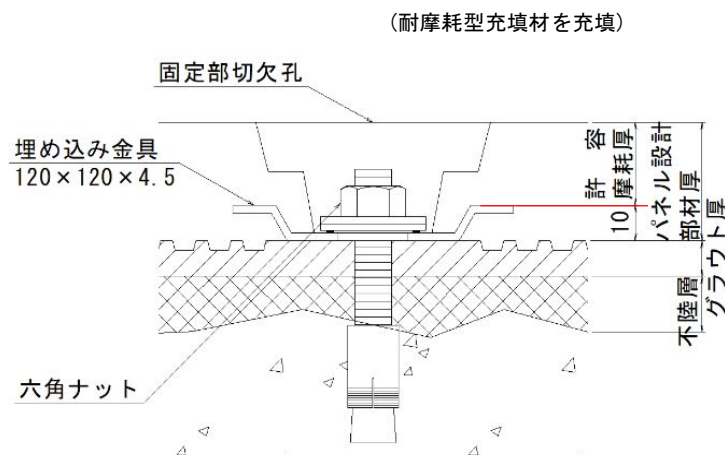 (耐摩耗型充填材を充填)
固定部切欠孔
埋め込み金具
120×120×4.5
六角ナット
許容
摩耗厚
10
パネル設計
部材厚
グラウト厚
不陸層